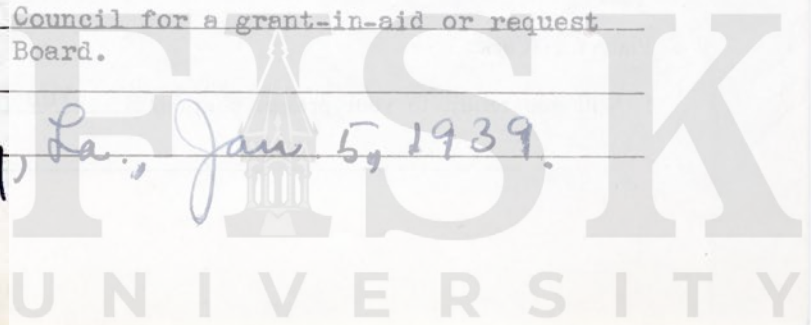 Council for a grant-in-aid or request
Board.
, La., Jan 5, 1939.
FISK
UNIVERSITY